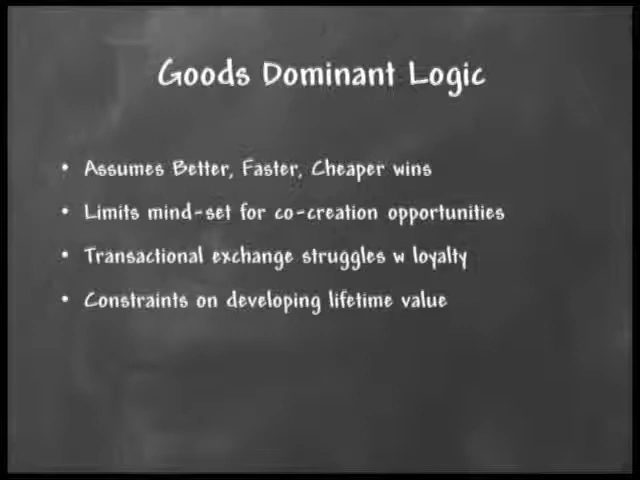 Goods Dominant Logic
• Assumes Better, Faster, Cheaper wins
• Limits mind-set for co-creation opportunities
• Transactional exchange struggles w loyalty
• Constraints on developing lifetime value